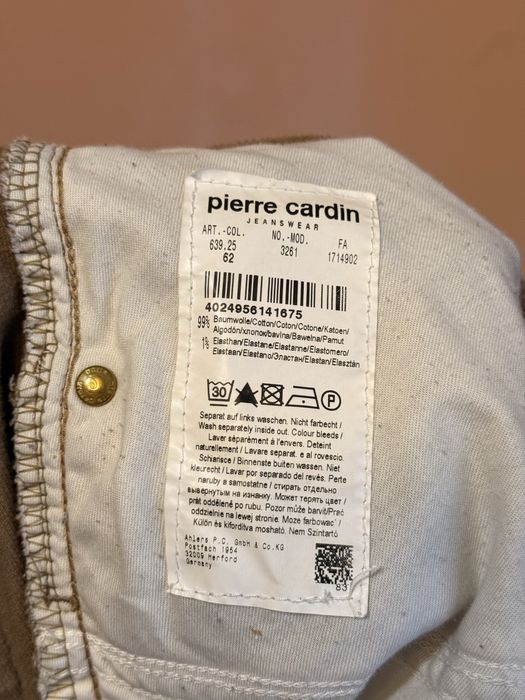 pierre cardin
JEANSWEAR
ART.-COL. NO.-MOD. FA
639.25 3261 1714902
62
4024956141675
99% Baumwolle/Cotton/Coton/Cotone/Katoen/
Algodón/хлопок/bavlna/Bawełna/Pamut
1% Elasthan/Elastane/Elastanne/Elastomero/
Elastaan/Elastano/Эластан/Elastan/Elasztán
30 P
Separat auf links waschen. Nicht farbecht /
Wash separately inside out. Colour bleeds /
Laver séparément à l'envers. Deteint
naturellement / Lavare separat. e al rovescio.
Schiansce / Binnenste buiten wassen. Niet
kleurecht / Lavar por separado del revés. Perte
naruby a samostatne / стирать отдельно
вывернутым на изнанку. Может терять цвет /
prát oddělené po rubu. Pozor může barvit/Prać
oddzielnie na lewej stronie. Moze farbować /
Külön és kifordítva mosható. Nem Színtartó
Ahlers P.C. GmbH & Co.KG
Postfach 1954
32009 Herford
Germany
83